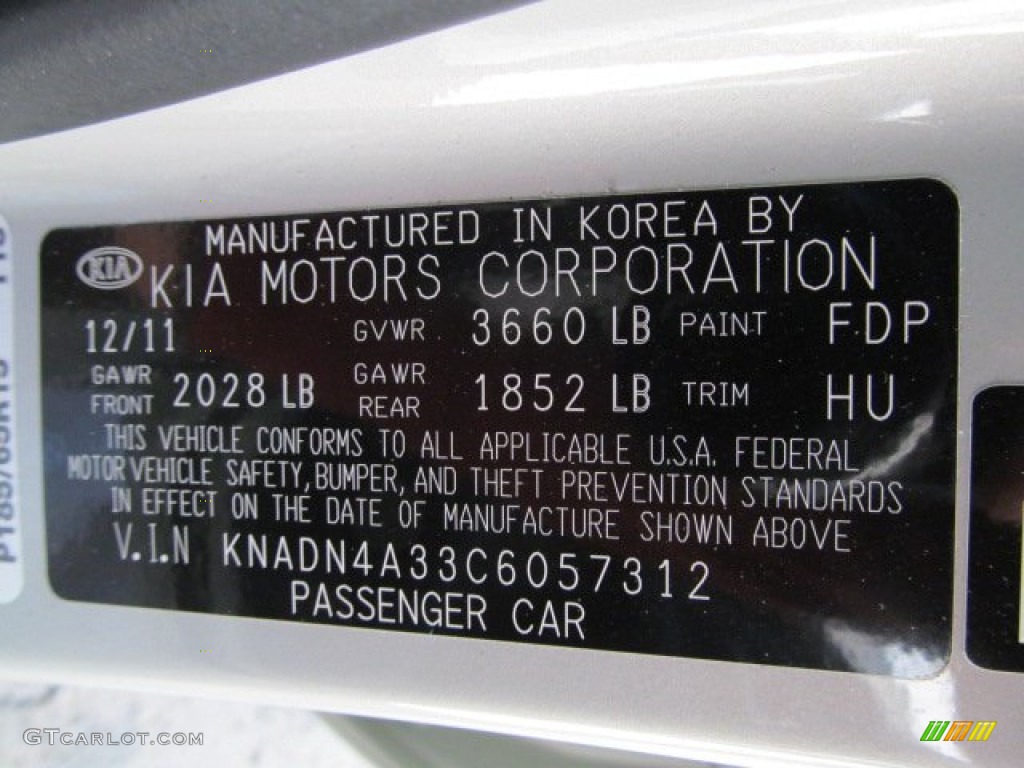 MANUFACTURED IN KOREA BY
KIA KIA MOTORS CORPORATION
12/11 GVWR 3660 LB PAINT FDP
GAWR FRONT 2028 LB GAWR REAR 1852 LB TRIM HU
THIS VEHICLE CONFORMS TO ALL APPLICABLE U.S.A. FEDERAL
MOTOR VEHICLE SAFETY, BUMPER, AND THEFT PREVENTION STANDARDS
IN EFFECT ON THE DATE OF MANUFACTURE SHOWN ABOVE
V.I.N KNADN4A33C6057312
PASSENGER CAR
P185/65R15
GTCARLOT.COM